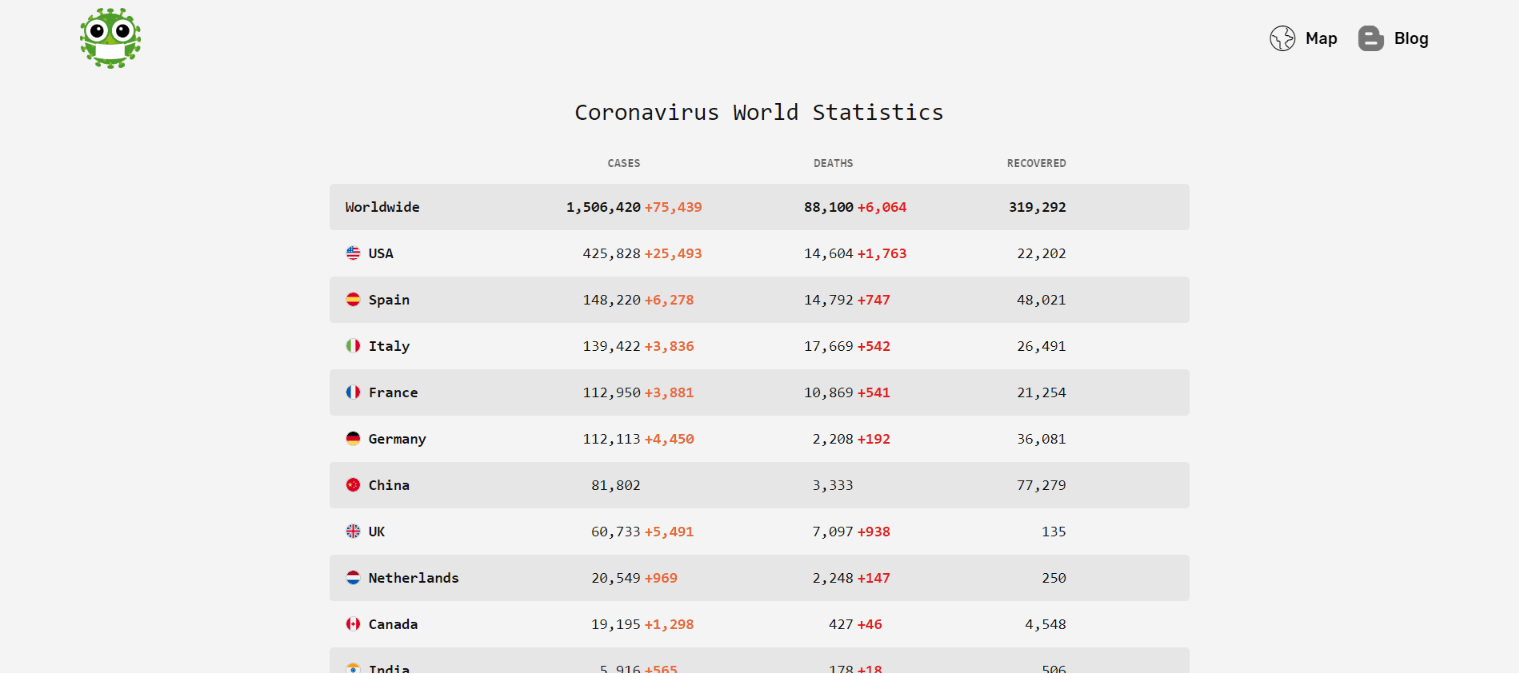 Map Blog
Coronavirus World Statistics
CASES DEATHS RECOVERED
Worldwide 1,506,420 +75,439 88,100 +6,064 319,292
USA 425,828 +25,493 14,604 +1,763 22,202
Spain 148,220 +6,278 14,792 +747 48,021
Italy 139,422 +3,836 17,669 +542 26,491
France 112,950 +3,881 10,869 +541 21,254
Germany 112,113 +4,450 2,208 +192 36,081
China 81,802 3,333 77,279
UK 60,733 +5,491 7,097 +938 135
Netherlands 20,549 +969 2,248 +147 250
Canada 19,195 +1,298 427 +46 4,548
India 5,916 +565 178 +18 506